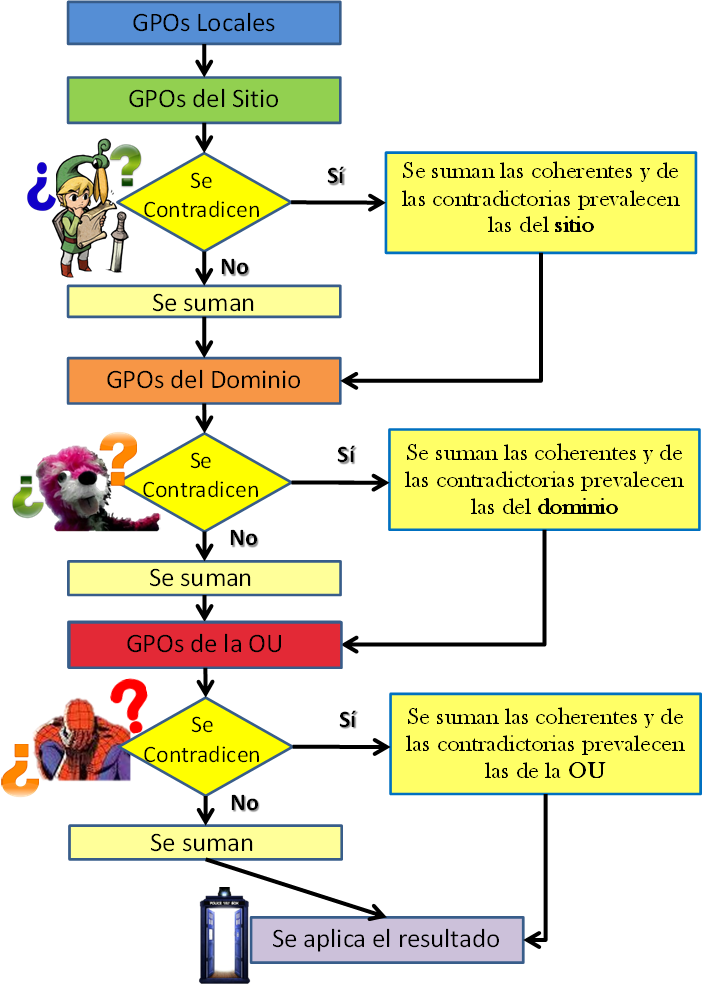 GPOs Locales
GPOs del Sitio
¿ ?
Se
Contradicen
Sí
Se suman las coherentes y de
las contradictorias prevalecen
las del sitio
No
Se suman
GPOs del Dominio
¿ ?
Se
Contradicen
Sí
Se suman las coherentes y de
las contradictorias prevalecen
las del dominio
No
Se suman
GPOs de la OU
¿ ?
Se
Contradicen
Sí
Se suman las coherentes y de
las contradictorias prevalecen
las de la OU
No
Se suman
POLICE BOX
Se aplica el resultado